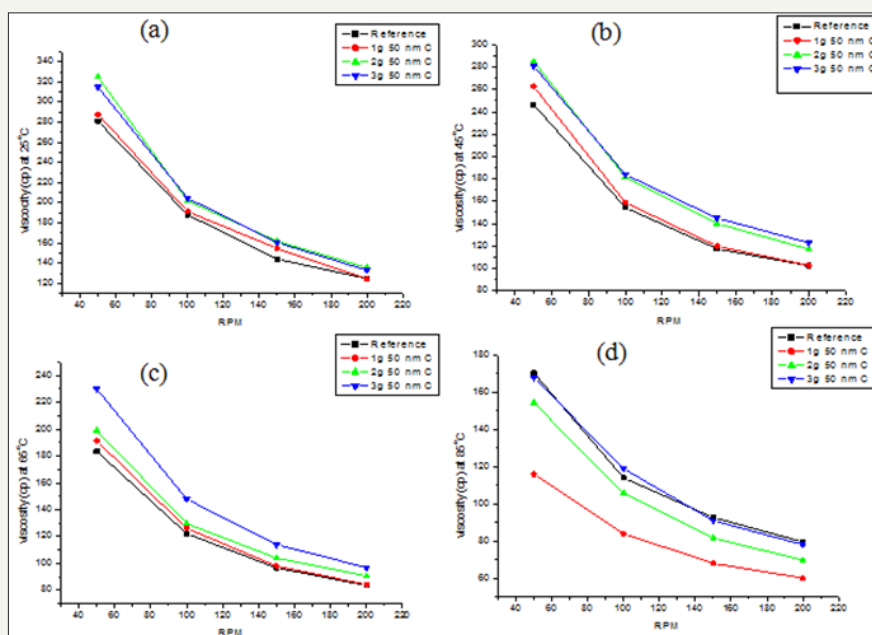 (a)
Reference
1g 50 nm C
2g 50 nm C
3g 50 nm C
viscosity(cp) at 25°C
340
320
300
280
260
240
220
200
180
160
140
120
40 60 80 100 120 140 160 180 200 220
RPM
(b)
Reference
1g 50 nm C
2g 50 nm C
3g 50 nm C
viscosity(cp) at 45°C
300
280
260
240
220
200
180
160
140
120
100
80
40 60 80 100 120 140 160 180 200 220
RPM
(c)
Reference
1g 50 nm C
2g 50 nm C
3g 50 nm C
viscosity(cp) at 65°C
240
220
200
180
160
140
120
100
80
40 60 80 100 120 140 160 180 200 220
RPM
(d)
Reference
1g 50 nm C
2g 50 nm C
3g 50 nm C
viscosity(cp) at 85°C
180
160
140
120
100
80
60
40 60 80 100 120 140 160 180 200 220
RPM